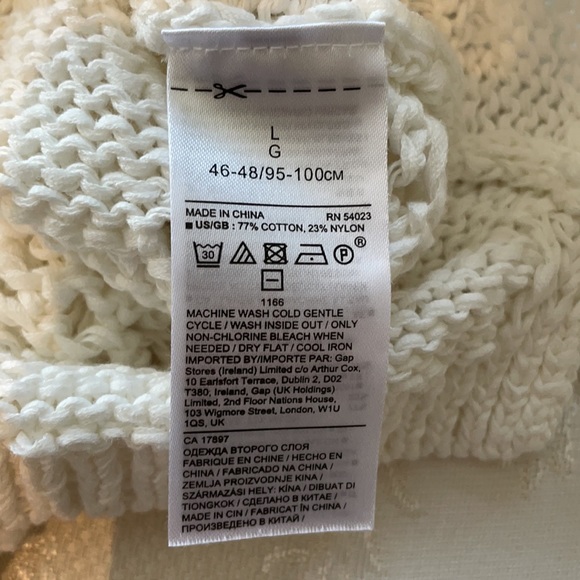 L
G
46-48/95-100CM
MADE IN CHINA RN 54023
■ US/GB : 77% COTTON, 23% NYLON
30 P ®
1166
MACHINE WASH COLD GENTLE
CYCLE / WASH INSIDE OUT / ONLY
NON-CHLORINE BLEACH WHEN
NEEDED / DRY FLAT / COOL IRON
IMPORTED BY/IMPORTE PAR: Gap
Stores (Ireland) Limited c/o Arthur Cox,
10 Earlsfort Terrace, Dublin 2, D02
T380, Ireland, Gap (UK Holdings)
Limited, 2nd Floor Nations House,
103 Wigmore Street, London, W1U
1QS, UK
CA 17897
ОДЕЖДА ВТОРОГО СЛОЯ
FABRIQUE EN CHINE / HECHO EN
CHINA / FABRICADO NA CHINA /
ZEMLJA PROIZVODNJE KINA /
SZÁRMAZÁSI HELY: KÍNA / DIBUAT DI
TIONGKOK / СДЕЛАНО В КИТАЕ /
MADE IN CIN / FABRICAT ÎN CHINA /
ПРОИЗВЕДЕНО В КИТАЙ /